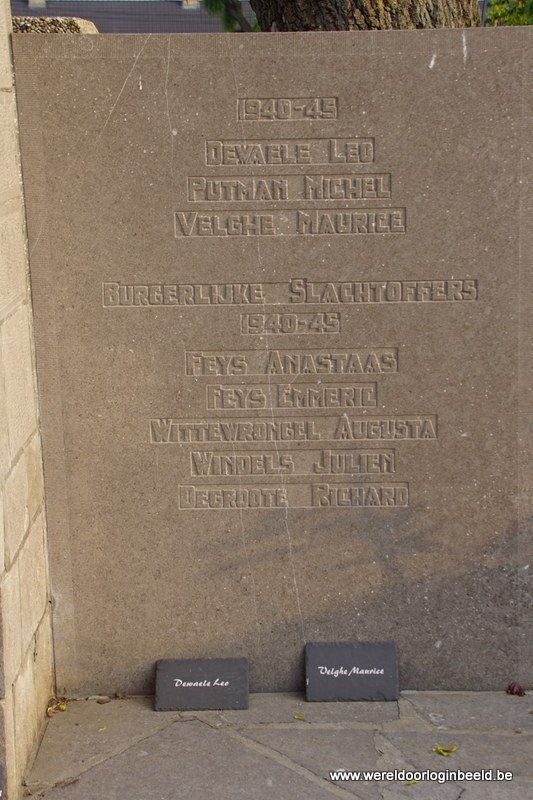 1940-45
DEWAELE LEO
PUTMAN MICHEL
VELGHE MAURICE
BURGERLIJKE SLACHTOFFERS
1940-45
FEYS ANASTAAS
FEYS EMMERIC
WITTEWRONGEL AUGUSTA
WINDELS JULIEN
DEGROOTE RICHARD
Dewaele Leo
Velghe Maurice
www.wereldoorloginbeeld.be